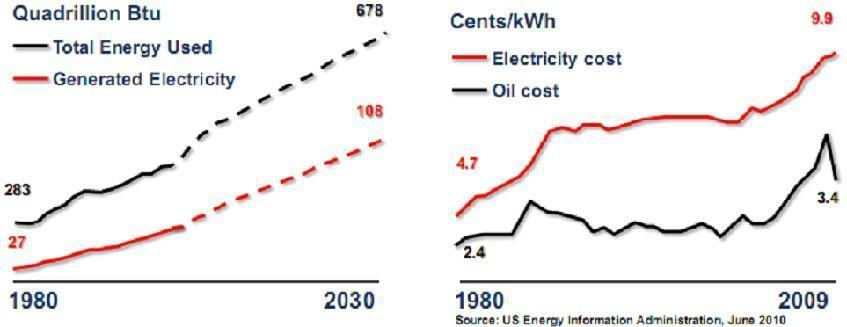 Quadrillion Btu
678
Total Energy Used
Generated Electricity
108
283
27
1980
2030
Cents/kWh
9.9
Electricity cost
Oil cost
4.7
3.4
2.4
1980
2009
Source: US Energy Information Administration, June 2010